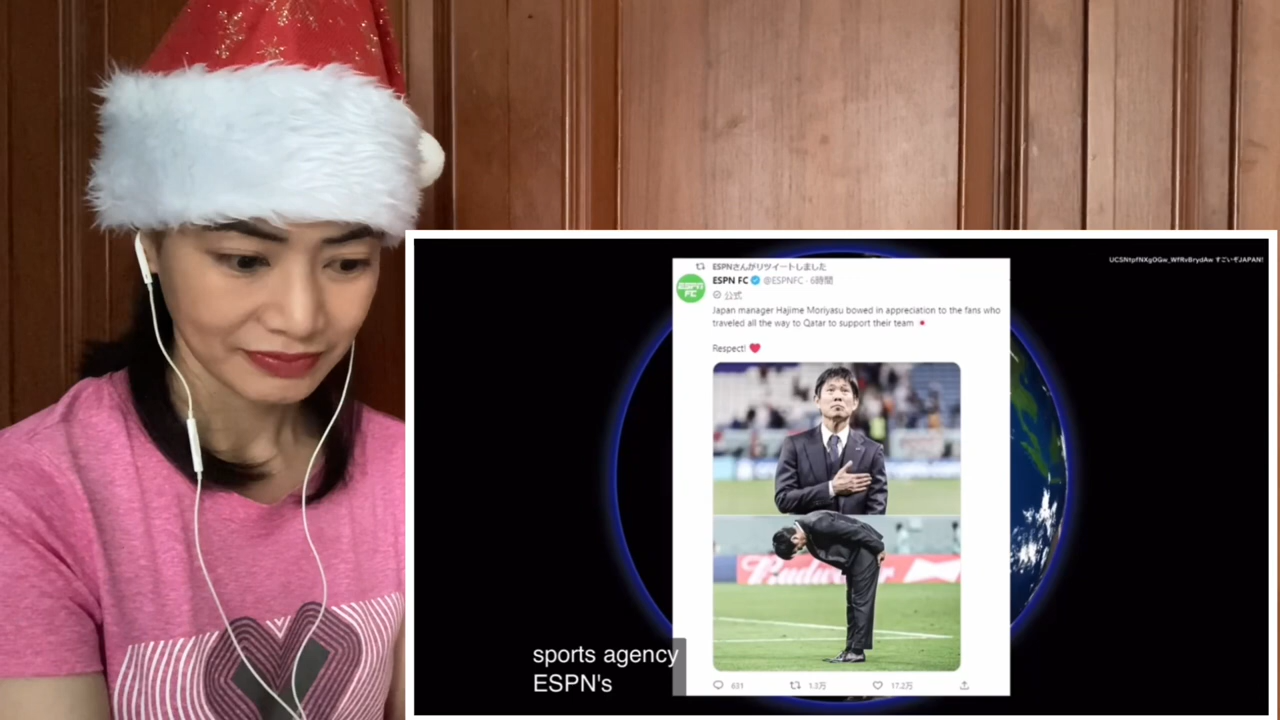 UCSNtpfNXgOGw_WfRvBrydAw すごいぞJAPAN!
ESPNさんがリツイートしました
ESPN FC @ESPNFC · 6時間
ESPN
FC
公式
Japan manager Hajime Moriyasu bowed in appreciation to the fans who
traveled all the way to Qatar to support their team
Respect!
Budweiser
631 1.3万 17.2万
sports agency
ESPN's